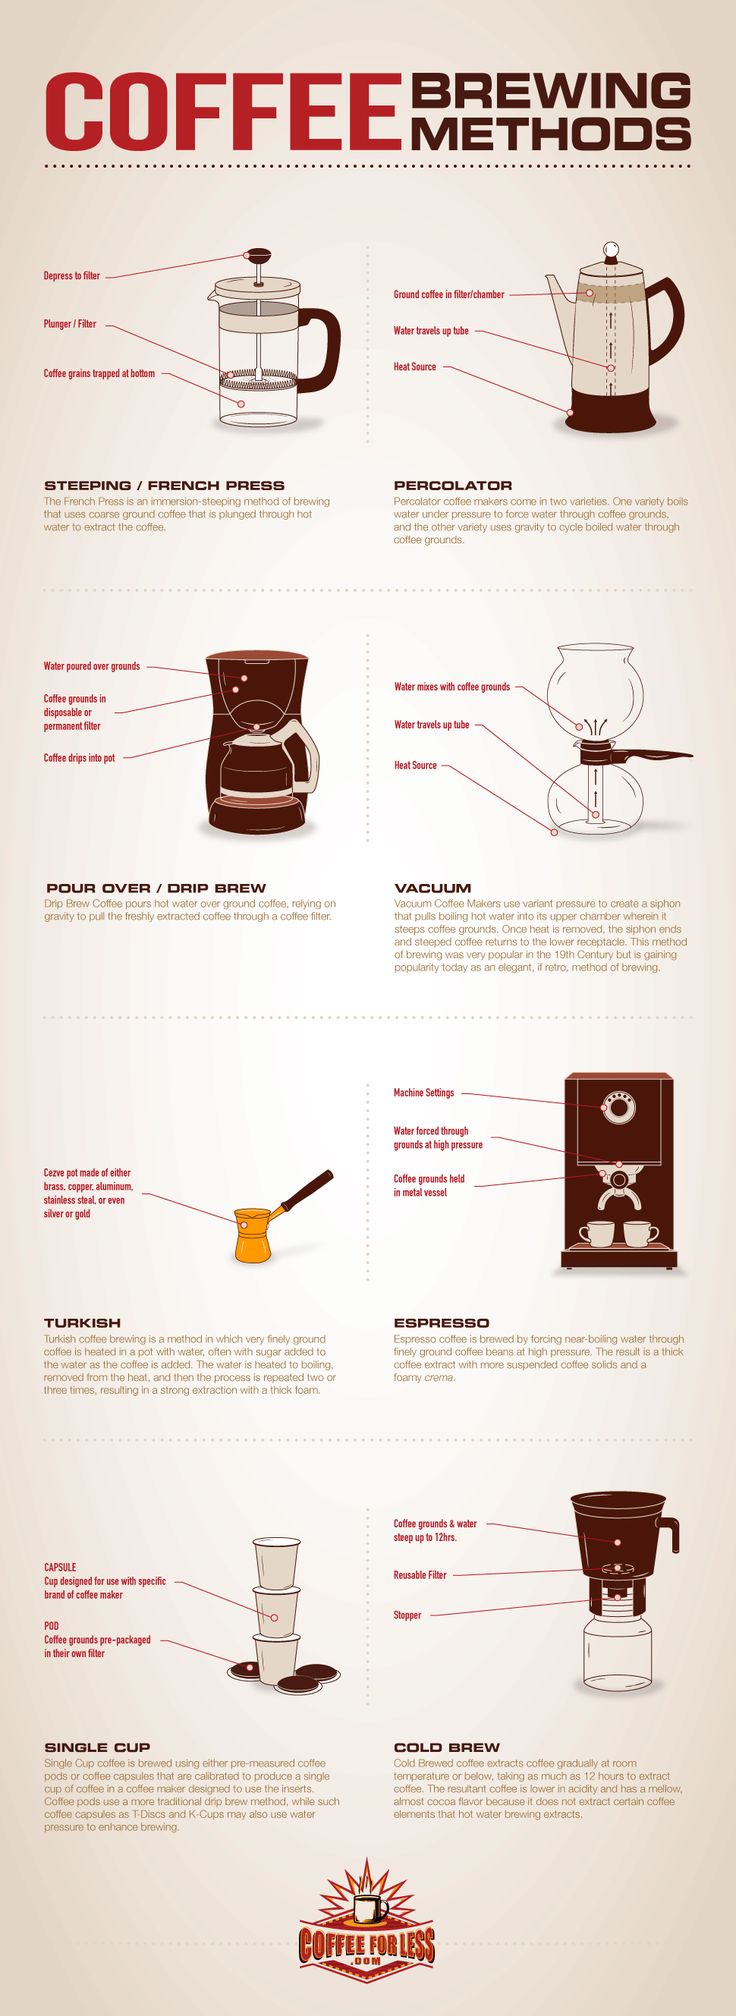 COFFEE BREWING
METHODS
Depress to filter
Plunger / Filter
Coffee grains trapped at bottom
Ground coffee in filter/chamber
Water travels up tube
Heat Source
STEEPING / FRENCH PRESS
The French Press is an immersion-steeping method of brewing
that uses coarse ground coffee that is plunged through hot
water to extract the coffee.
PERCOLATOR
Percolator coffee makers come in two varieties. One variety boils
water under pressure to force water through coffee grounds,
and the other variety uses gravity to cycle boiled water through
coffee grounds.
Water poured over grounds
Coffee grounds in
disposable or
permanent filter
Coffee drips into pot
Water mixes with coffee grounds
Water travels up tube
Heat Source
POUR OVER / DRIP BREW
Drip Brew Coffee pours hot water over ground coffee, relying on
gravity to pull the freshly extracted coffee through a coffee filter.
VACUUM
Vacuum Coffee Makers use variant pressure to create a siphon
that pulls boiling hot water into its upper chamber wherein it
steeps coffee grounds. Once heat is removed, the siphon ends
and steeped coffee returns to the lower receptacle. This method
of brewing was very popular in the 19th Century but is gaining
popularity today as an elegant, if retro, method of brewing.
Cezve pot made of either
brass, copper, aluminum,
stainless steal, or even
silver or gold
Machine Settings
Water forced through
grounds at high pressure
Coffee grounds held
in metal vessel
TURKISH
Turkish coffee brewing is a method in which very finely ground
coffee is heated in a pot with water, often with sugar added to
the water as the coffee is added. The water is heated to boiling,
removed from the heat, and then the process is repeated two or
three times, resulting in a strong extraction with a thick foam.
ESPRESSO
Espresso coffee is brewed by forcing near-boiling water through
finely ground coffee beans at high pressure. The result is a thick
coffee extract with more suspended coffee solids and a
foamy crema.
CAPSULE
Cup designed for use with specific
brand of coffee maker
POD
Coffee grounds pre-packaged
in their own filter
Coffee grounds & water
steep up to 12hrs.
Reusable Filter
Stopper
SINGLE CUP
Single Cup coffee is brewed using either pre-measured coffee
pods or coffee capsules that are calibrated to produce a single
cup of coffee in a coffee maker designed to use the inserts.
Coffee pods use a more traditional drip brew method, while such
coffee capsules as T-Discs and K-Cups may also use water
pressure to enhance brewing.
COLD BREW
Cold Brewed coffee extracts coffee gradually at room
temperature or below, taking as much as 12 hours to extract
coffee. The resultant coffee is lower in acidity and has a mellow,
almost cocoa flavor because it does not extract certain coffee
elements that hot water brewing extracts.
COFFEE FOR LESS
.COM